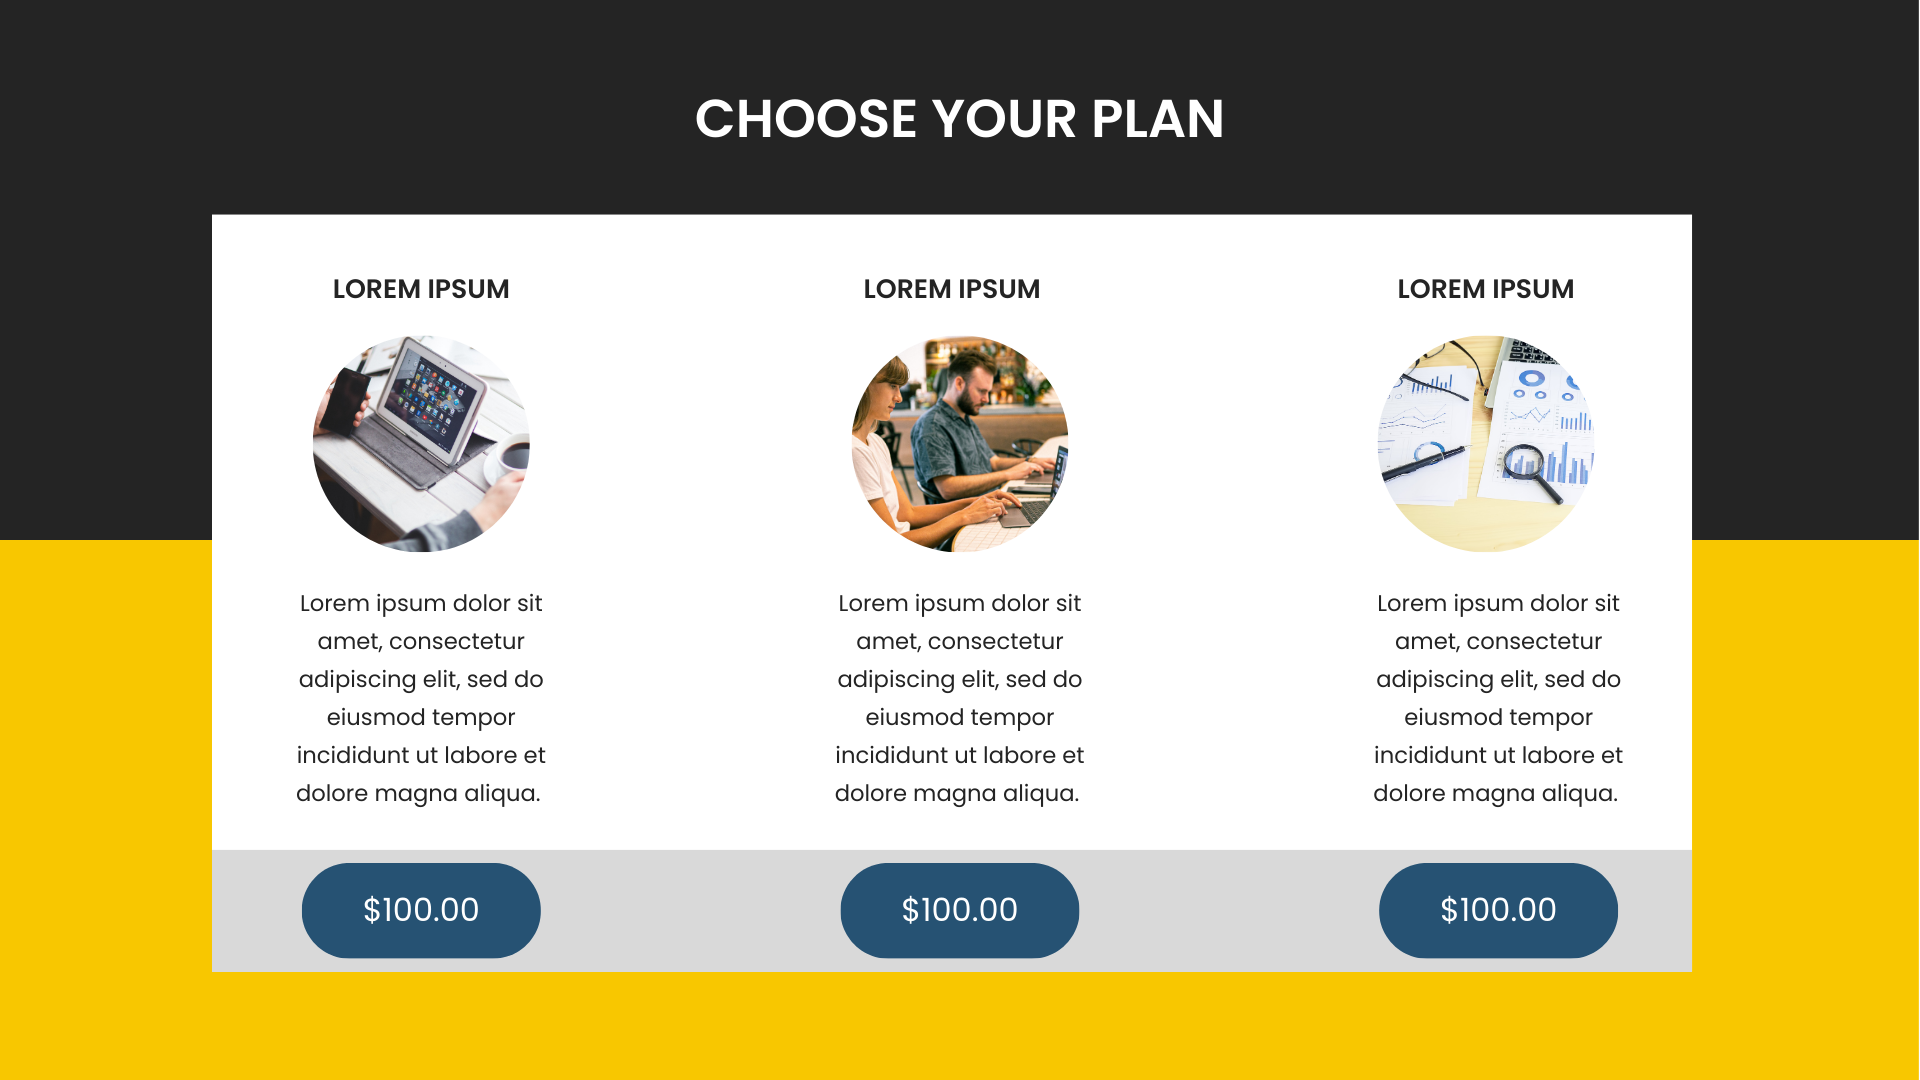 CHOOSE YOUR PLAN
LOREM IPSUM
Lorem ipsum dolor sit
amet, consectetur
adipiscing elit, sed do
eiusmod tempor
incididunt ut labore et
dolore magna aliqua.
$100.00
LOREM IPSUM
Lorem ipsum dolor sit
amet, consectetur
adipiscing elit, sed do
eiusmod tempor
incididunt ut labore et
dolore magna aliqua.
$100.00
LOREM IPSUM
Lorem ipsum dolor sit
amet, consectetur
adipiscing elit, sed do
eiusmod tempor
incididunt ut labore et
dolore magna aliqua.
$100.00